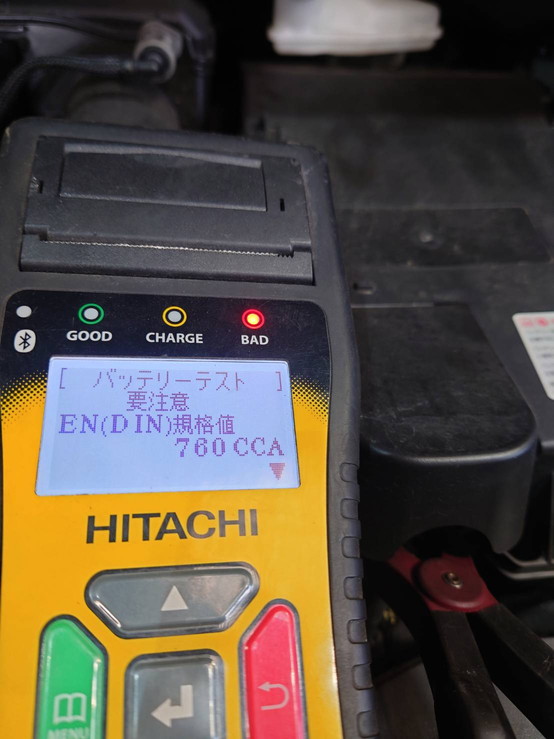 GOOD
CHARGE
BAD
[ バッテリーテスト ]
要注意
EN(DIN)規格値
760CCA
HITACHI
MENU